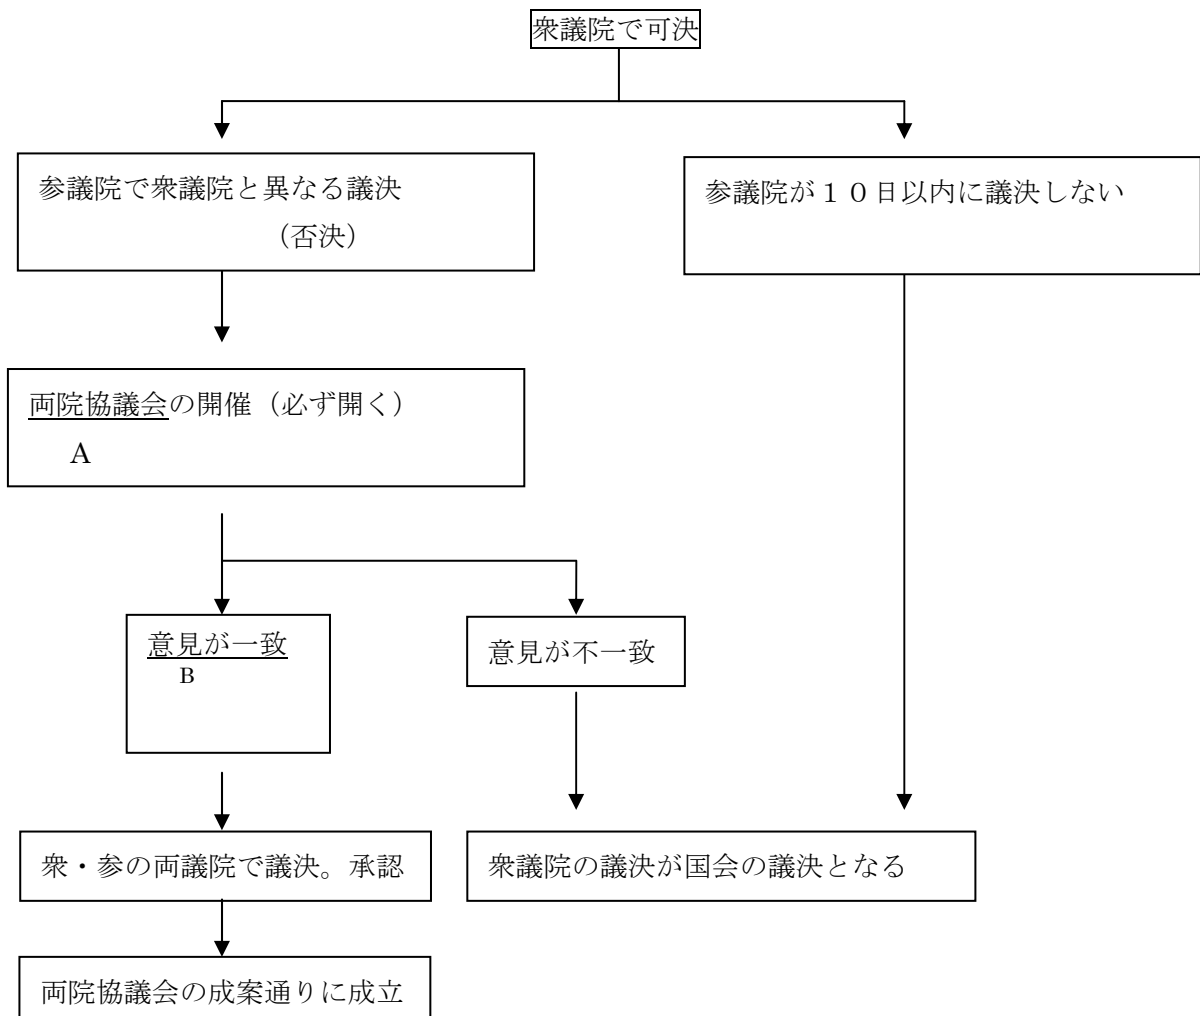 衆議院で可決
参議院で衆議院と異なる議決
（否決）
参議院が１０日以内に議決しない
両院協議会の開催（必ず開く）
A
意見が一致
B
意見が不一致
衆・参の両議院で議決。承認
衆議院の議決が国会の議決となる
両院協議会の成案通りに成立